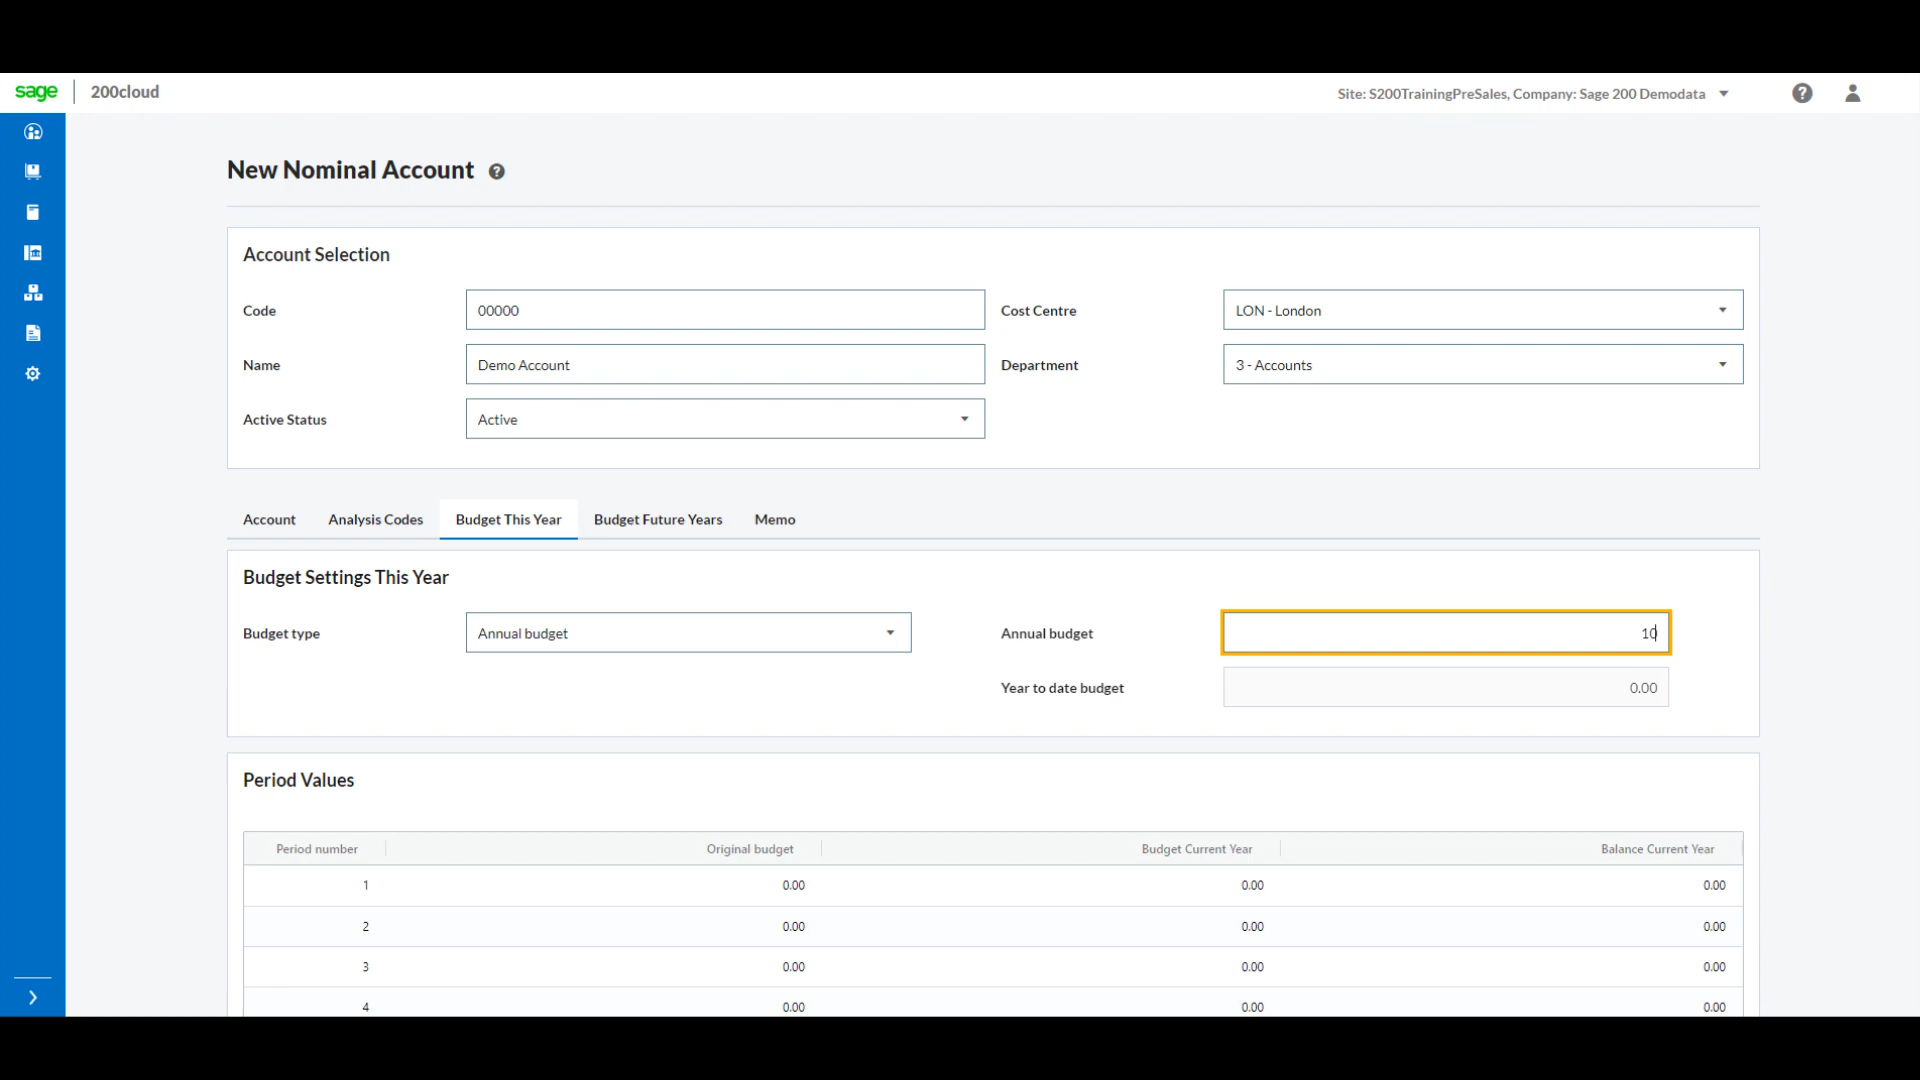 sage 200cloud Site: S200TrainingPreSales, Company: Sage 200 Demodata
New Nominal Account
Account Selection
Code 00000 Cost Centre LON - London
Name Demo Account Department 3 - Accounts
Active Status Active
Account Analysis Codes Budget This Year Budget Future Years Memo
Budget Settings This Year
Budget type Annual budget Annual budget 10
Year to date budget 0.00
Period Values
Period number Original budget Budget Current Year Balance Current Year
1 0.00 0.00 0.00
2 0.00 0.00 0.00
3 0.00 0.00 0.00
4 0.00 0.00 0.00